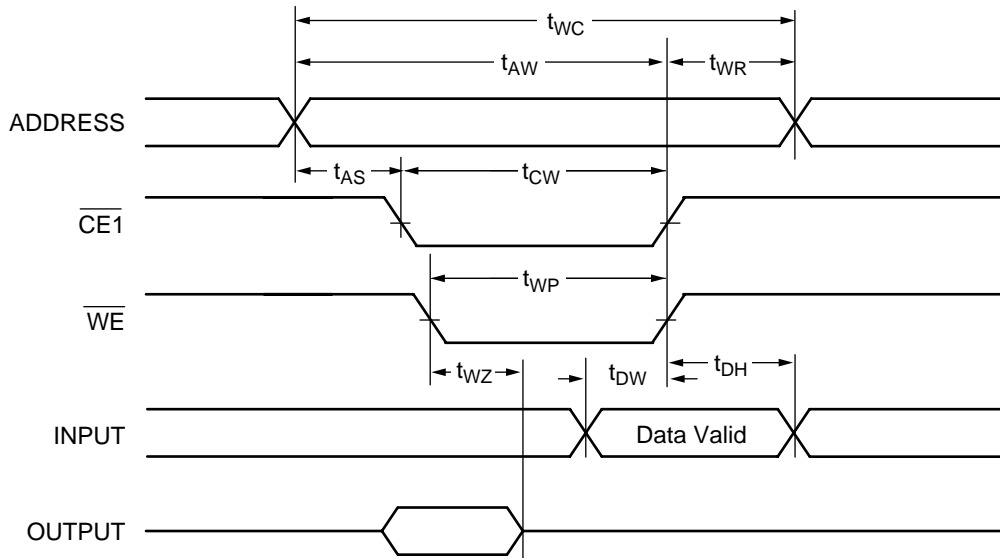 tWC
tAW tWR
ADDRESS
tAS tCW
CE1
tWP
WE
tWZ tDW tDH
INPUT Data Valid
OUTPUT